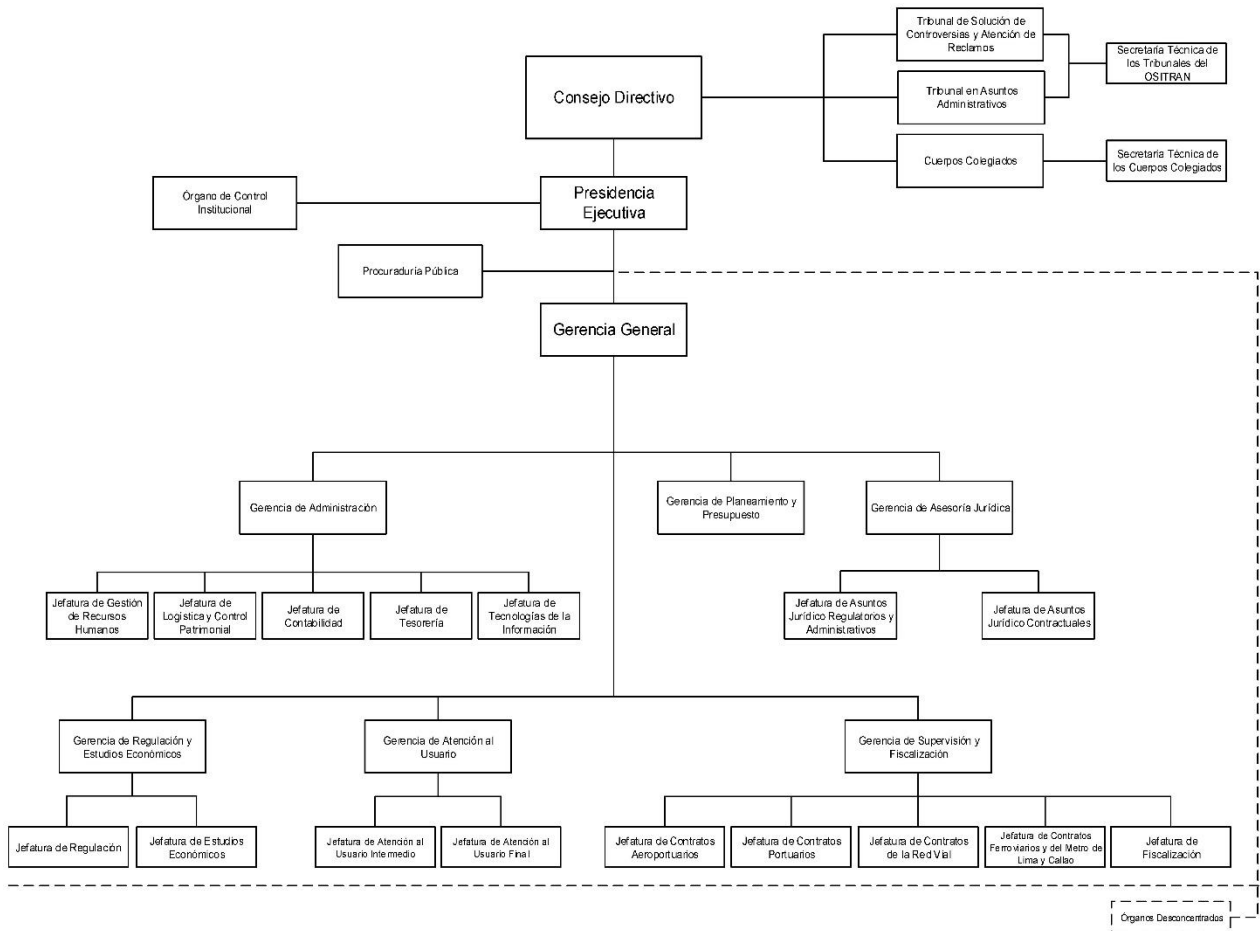 Tribunal de Solución de
Controversias y Atención de
Reclamos
Secretaría Técnica de
los Tribunales del
OSITRAN
Consejo Directivo
Tribunal en Asuntos
Administrativos
Cuerpos Colegiados
Secretaría Técnica de
los Cuerpos Colegiados
Órgano de Control
Institucional
Presidencia
Ejecutiva
Procuraduría Pública
Gerencia General
Gerencia de Administración
Gerencia de Planeamiento y
Presupuesto
Gerencia de Asesoría Jurídica
Jefatura de Gestión
de Recursos
Humanos
Jefatura de
Logística y Control
Patrimonial
Jefatura de
Contabilidad
Jefatura de
Tesorería
Jefatura de
Tecnologías de la
Información
Jefatura de Asuntos
Jurídico Regulatorios y
Administrativos
Jefatura de Asuntos
Jurídico Contractuales
Gerencia de Regulación y
Estudios Económicos
Gerencia de Atención al
Usuario
Gerencia de Supervisión y
Fiscalización
Jefatura de Regulación
Jefatura de Estudios
Económicos
Jefatura de Atención al
Usuario Intermedio
Jefatura de Atención al
Usuario Final
Jefatura de Contratos
Aeroportuarios
Jefatura de Contratos
Portuarios
Jefatura de Contratos
de la Red Vial
Jefatura de Contratos
Ferroviarios y del Metro de
Lima y Callao
Jefatura de
Fiscalización
Órganos Desconcentrados